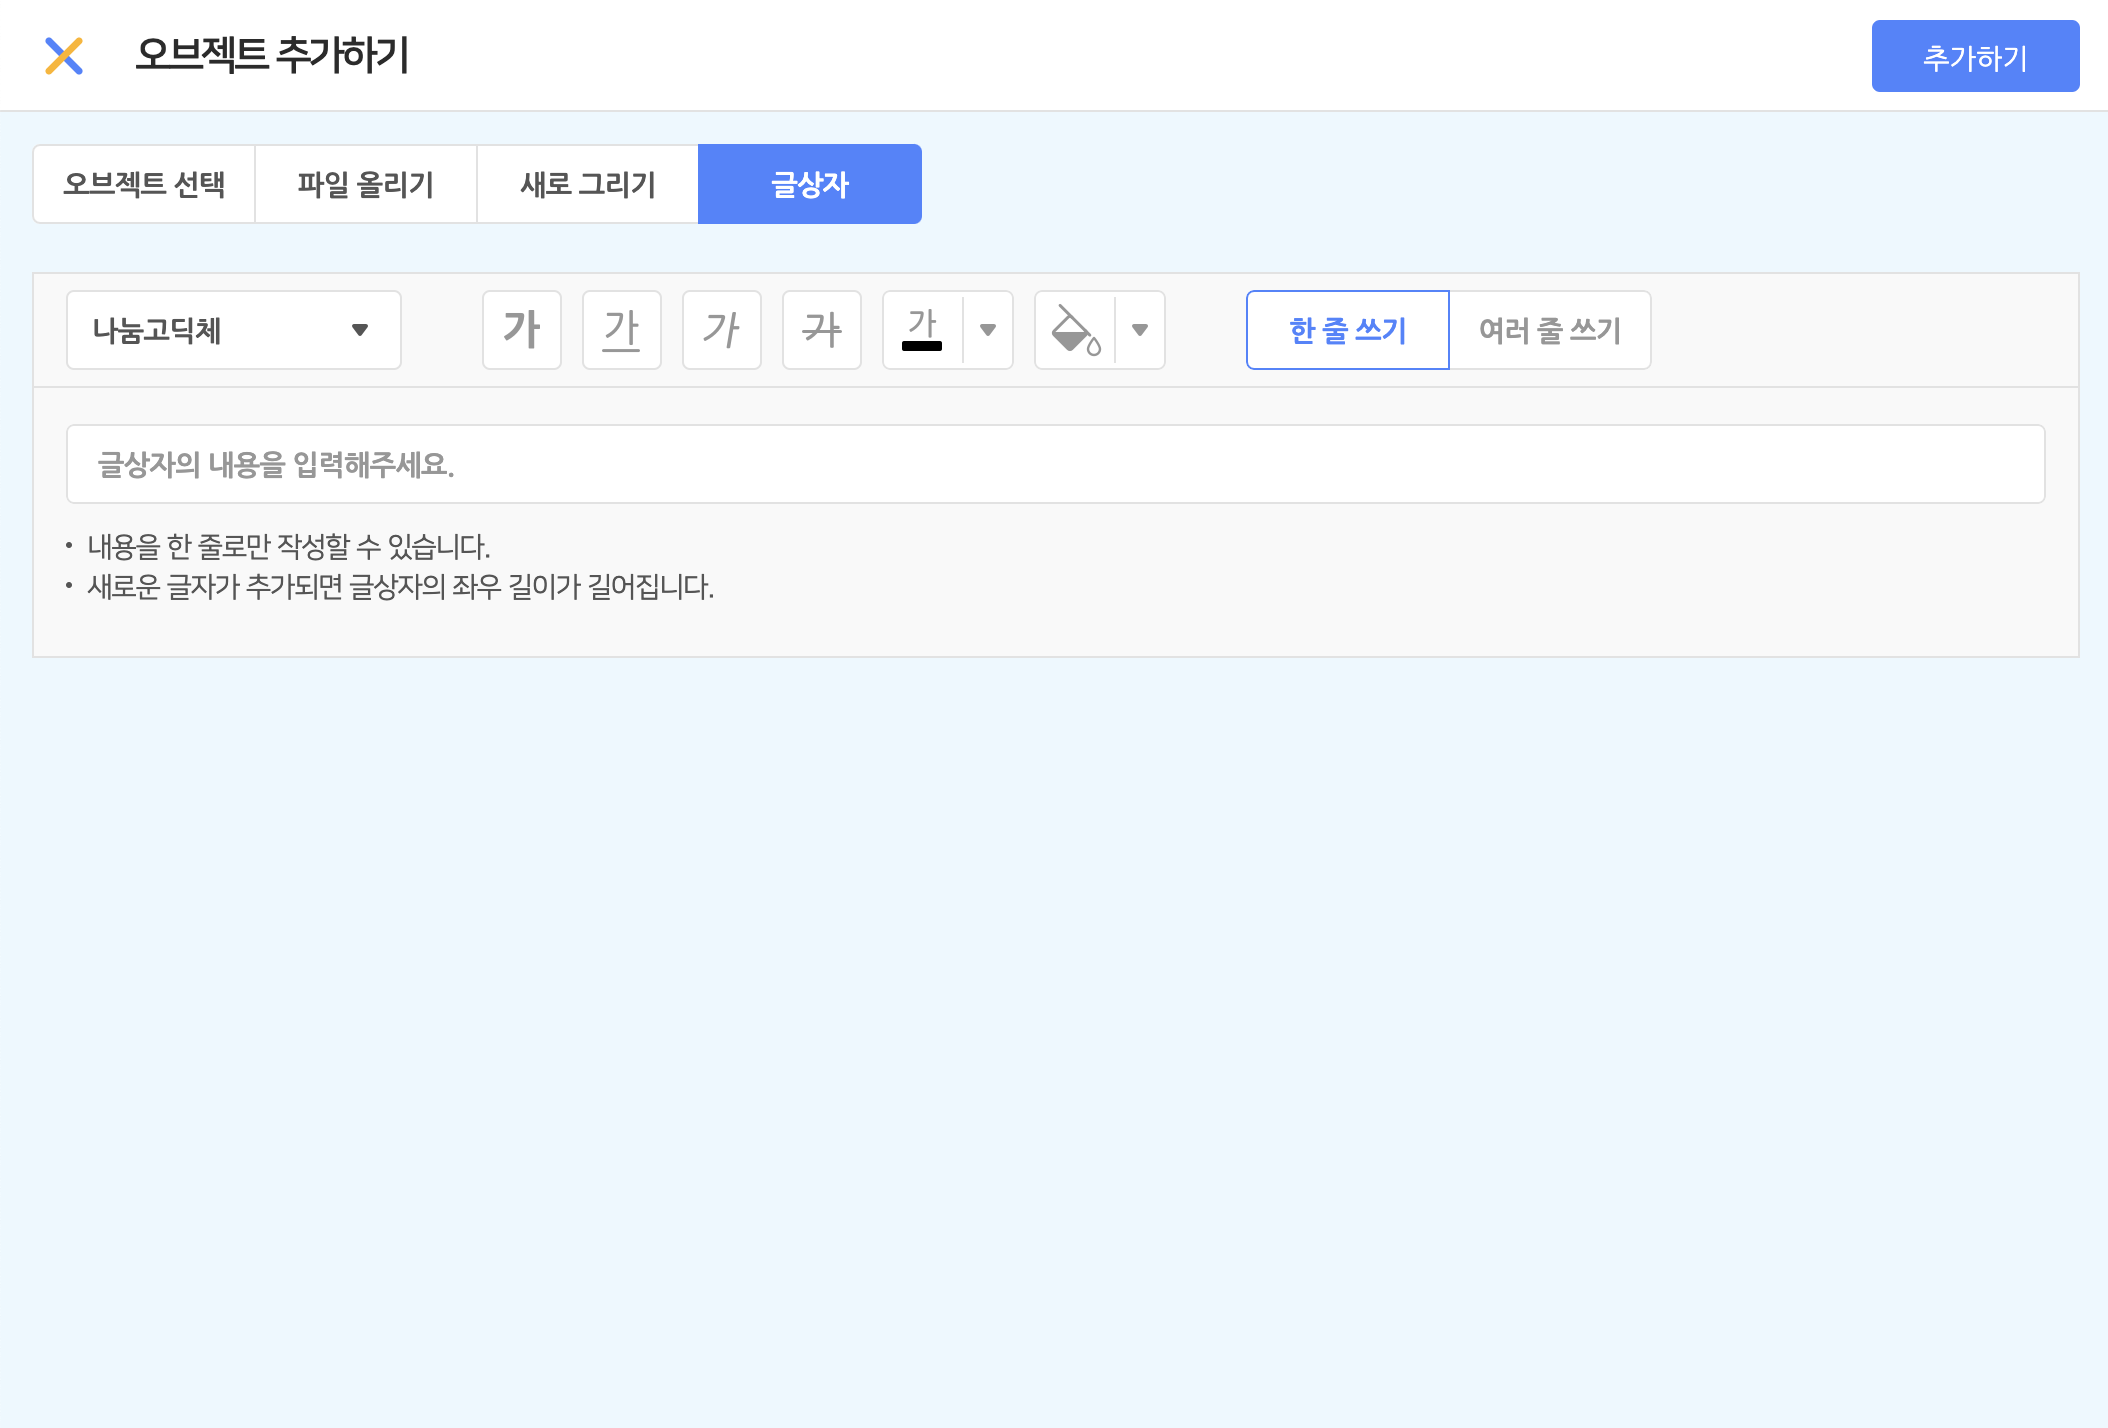 오브젝트 추가하기
추가하기
오브젝트 선택 파일 올리기 새로 그리기 글상자
나눔고딕체 가 가 가 가 가 한 줄 쓰기 여러 줄 쓰기
글상자의 내용을 입력해주세요.
• 내용을 한 줄로만 작성할 수 있습니다.
• 새로운 글자가 추가되면 글상자의 좌우 길이가 길어집니다.